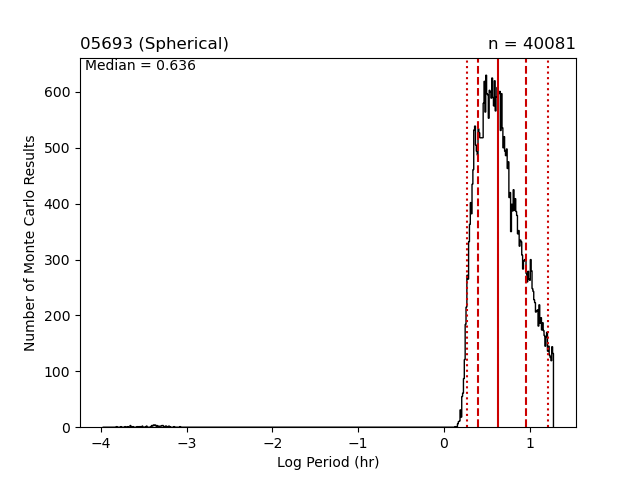 05693 (Spherical)
n = 40081
Median = 0.636
Number of Monte Carlo Results
600
500
400
300
200
100
0
−4
−3
−2
−1
0
1
Log Period (hr)